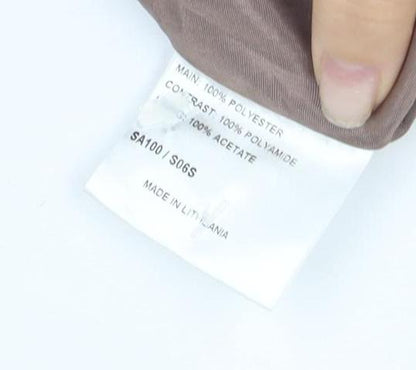 MAIN: 100% POLYESTER
CONTRAST: 100% POLYAMIDE
100% ACETATE
SA100 / S06S
MADE IN LITHUANIA